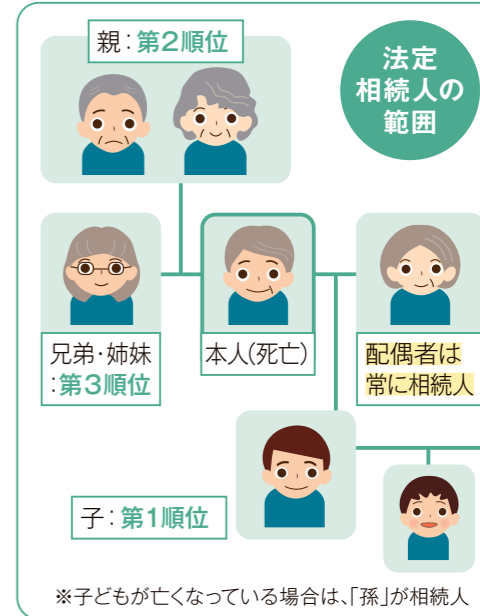 親：第2順位
法定
相続人の
範囲
兄弟・姉妹
：第3順位
本人(死亡)
配偶者は
常に相続人
子：第1順位
※子どもが亡くなっている場合は、「孫」が相続人